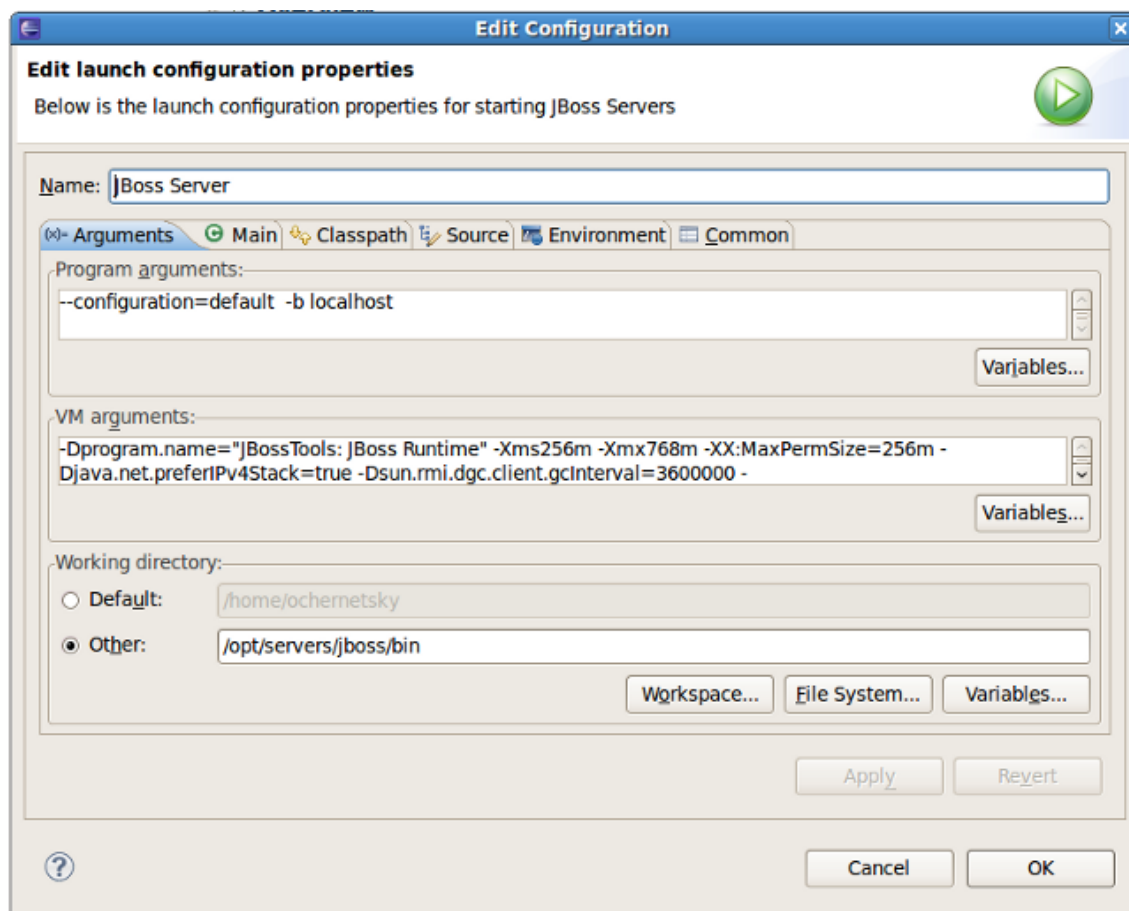 Edit Configuration
Edit launch configuration properties
Below is the launch configuration properties for starting JBoss Servers
Name: JBoss Server
(x)= Arguments Main Classpath Source Environment Common
Program arguments:
--configuration=default  -b localhost
Variables...
VM arguments:
-Dprogram.name="JBossTools: JBoss Runtime" -Xms256m -Xmx768m -XX:MaxPermSize=256m -
Djava.net.preferIPv4Stack=true -Dsun.rmi.dgc.client.gcInterval=3600000 -
Variables...
Working directory:
Default: /home/ochernetsky
Other: /opt/servers/jboss/bin
Workspace... File System... Variables...
Apply Revert
Cancel OK